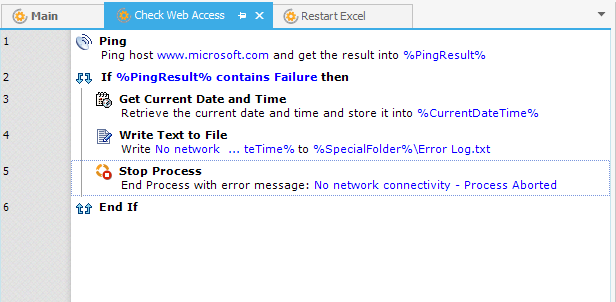 Main
Check Web Access
Restart Excel
1 Ping
Ping host www.microsoft.com and get the result into %PingResult%
2 If %PingResult% contains Failure then
3 Get Current Date and Time
Retrieve the current date and time and store it into %CurrentDateTime%
4 Write Text to File
Write No network ... teTime% to %SpecialFolder%\Error Log.txt
5 Stop Process
End Process with error message: No network connectivity - Process Aborted
6 End If